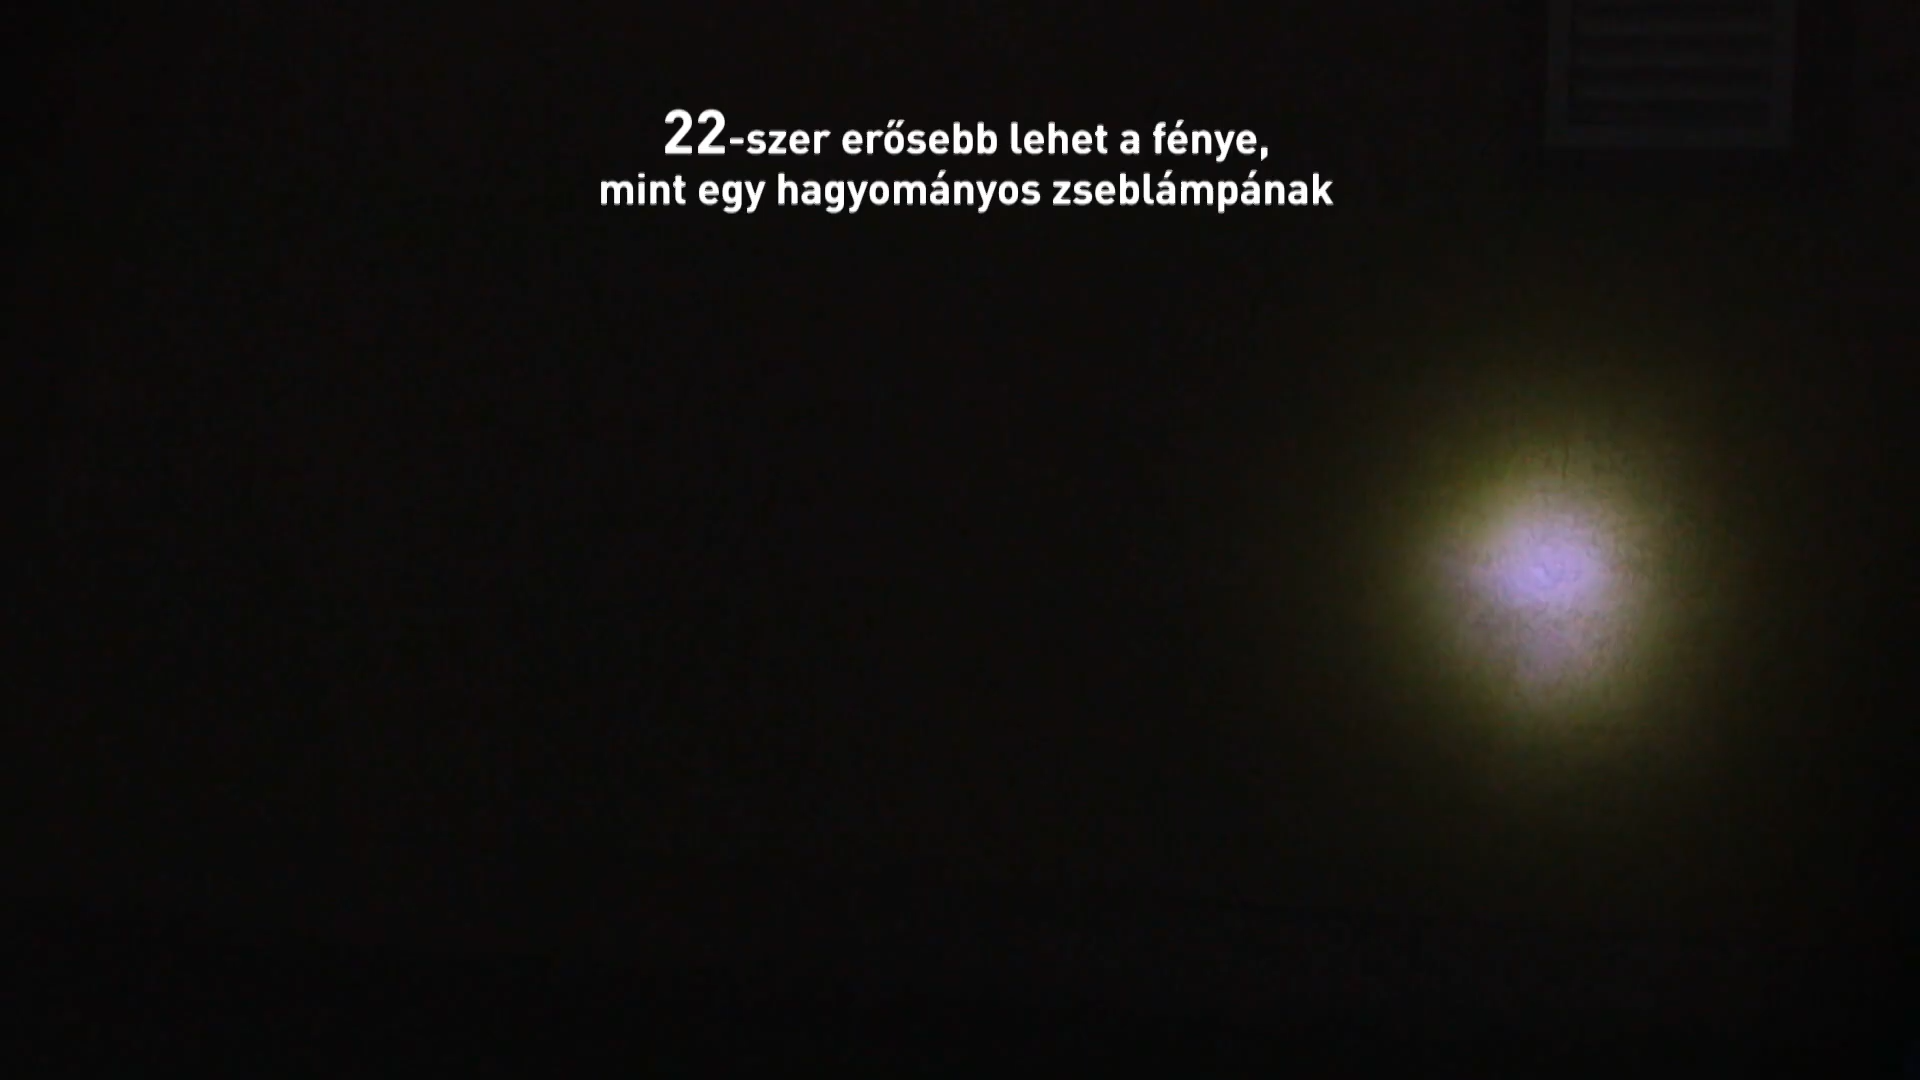 22-szer erősebb lehet a fénye,
mint egy hagyományos zseblámpának